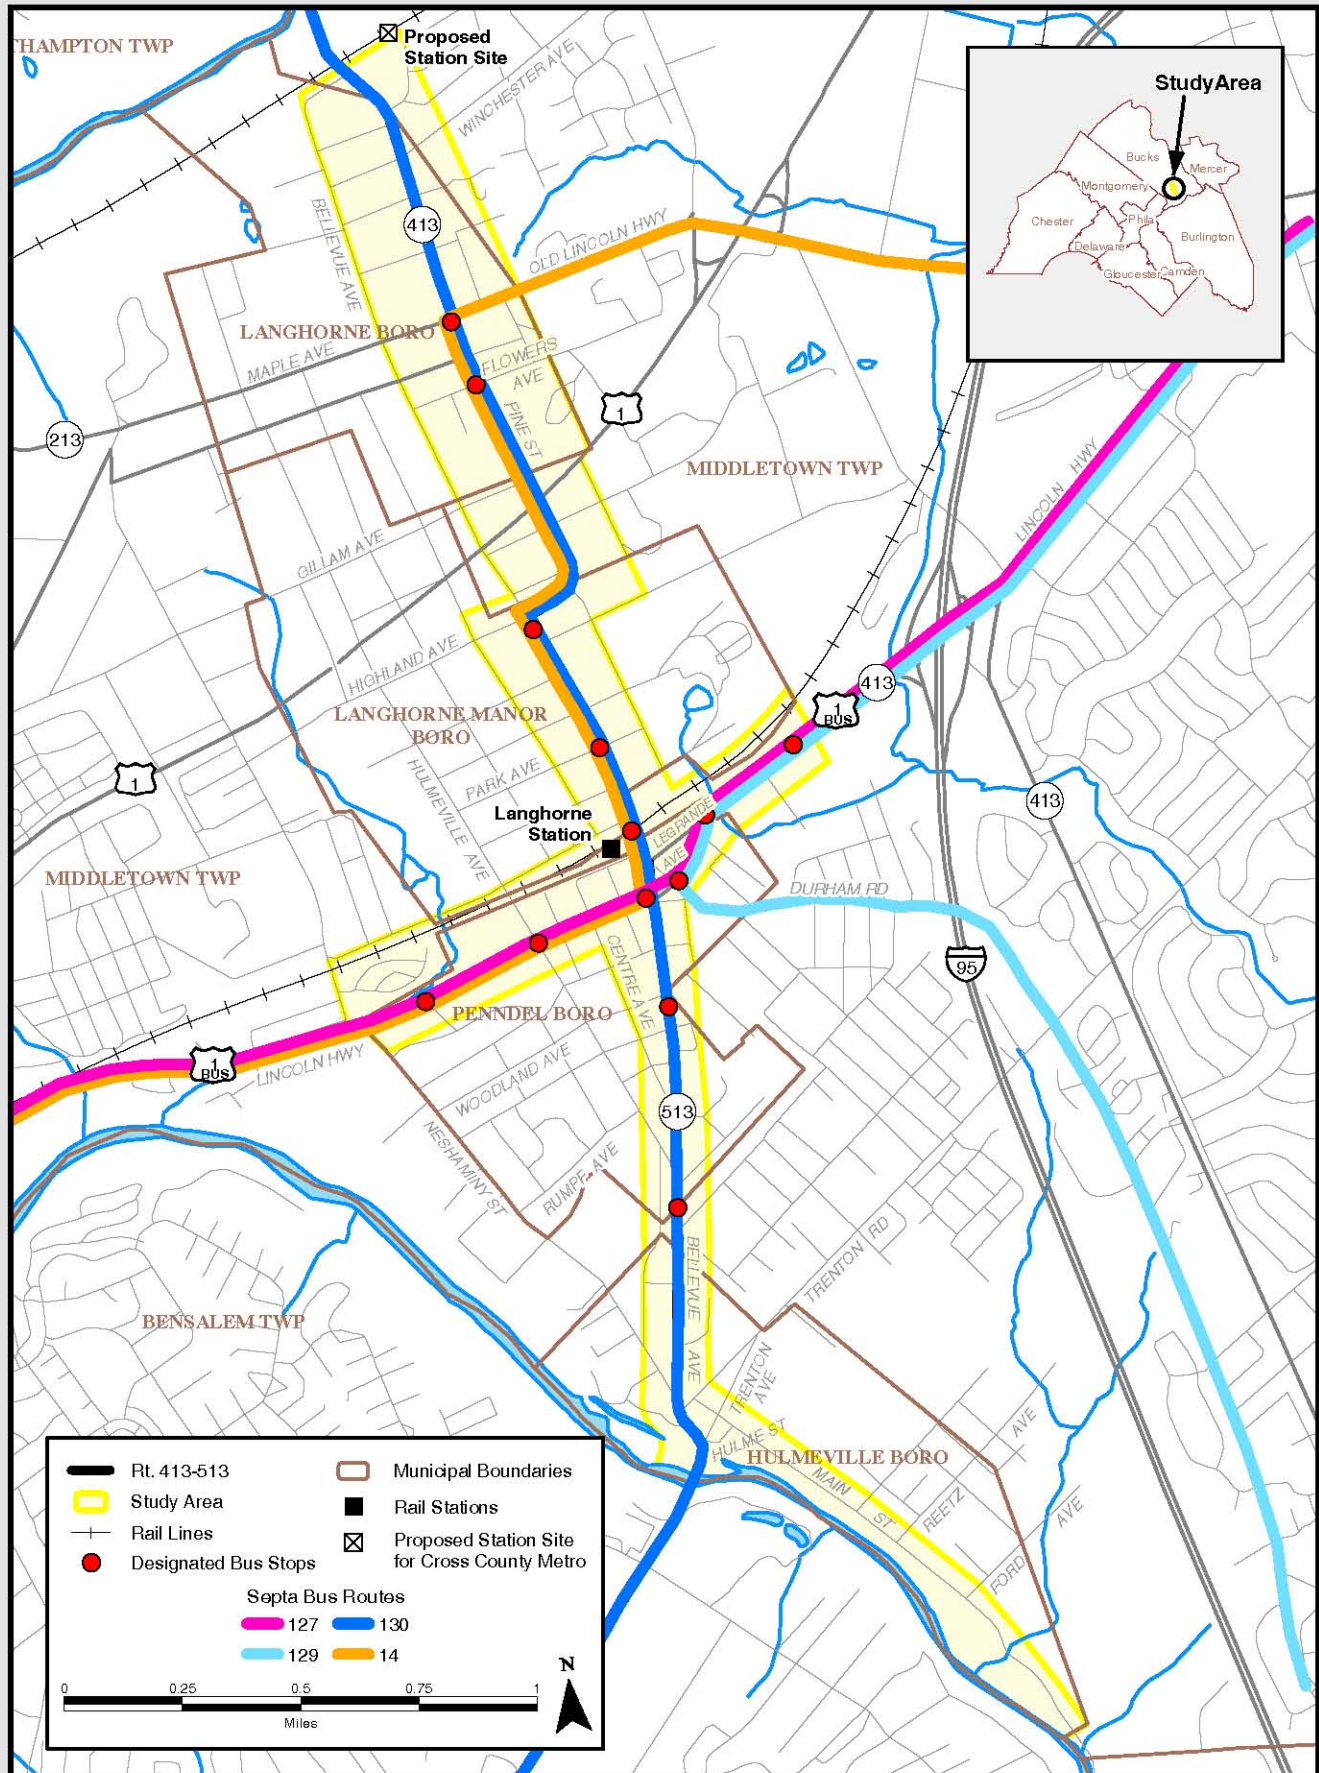 THAMPTON TWP
Proposed
Station Site
WINCHESTER AVE
StudyArea
Bucks
Mercer
Montgomery
Chester
Phila
Delaware
Burlington
Gloucester
Camden
413
BELLEVUE AVE
OLD LINCOLN HWY
LANGHORNE BORO
MAPLE AVE
FLOWERS
AVE
PINE ST
1
213
MIDDLETOWN TWP
LINCOLN HWY
GILLAM AVE
HIGHLAND AVE
LANGHORNE MANOR
BORO
413
1
BUS
1
HULMEVILLE AVE
PARK AVE
Langhorne
Station
LEGRANDE
AVE
413
MIDDLETOWN TWP
DURHAM RD
95
CENTRE AVE
PENNDEL BORO
1
BUS
LINCOLN HWY
WOODLAND AVE
513
NESHAMINY ST
RUMPF AVE
BELLEVUE AVE
TRENTON RD
BENSALEM TWP
TRENTON
AVE
HULME ST
HULMEVILLE BORO
MAIN ST
REETZ AVE
FORD AVE
Rt. 413-513
Municipal Boundaries
Study Area
Rail Stations
Rail Lines
Proposed Station Site
for Cross County Metro
Designated Bus Stops
Septa Bus Routes
127
130
129
14
0 0.25 0.5 0.75 1
Miles
N